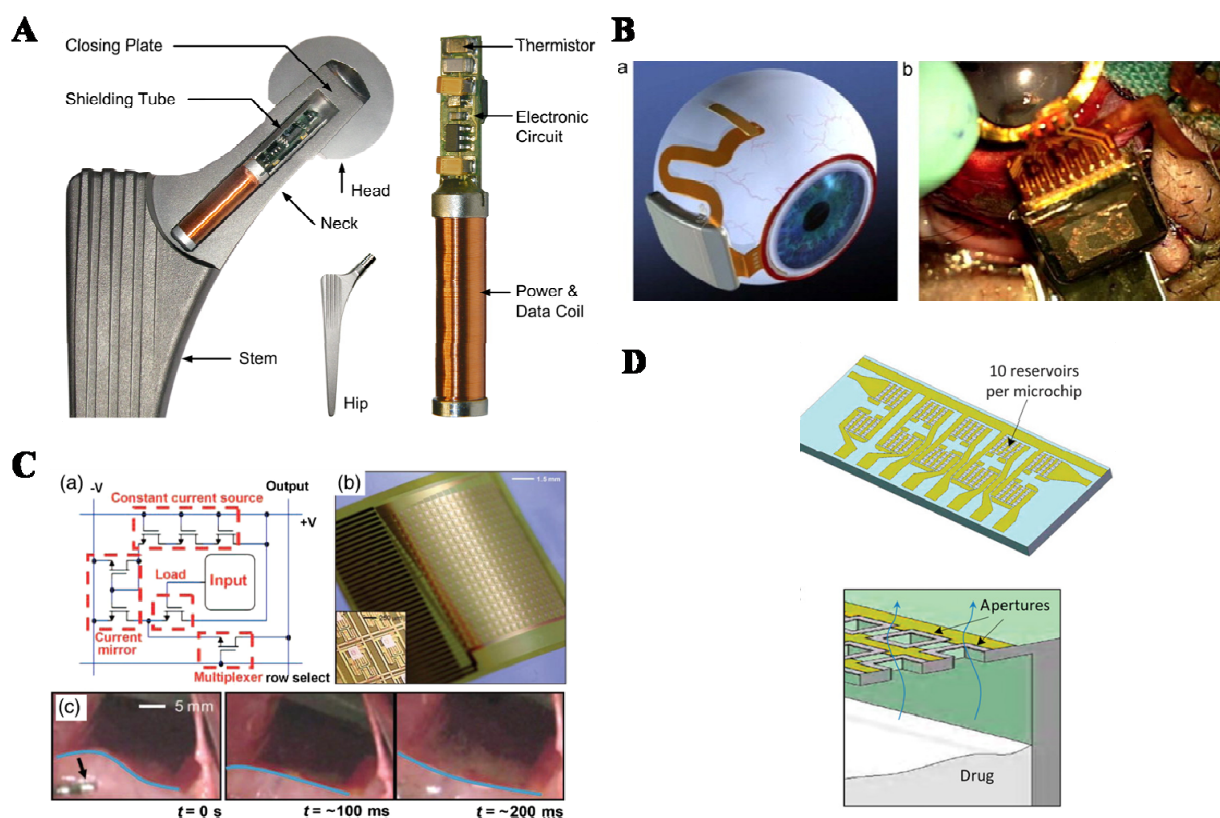 A
Closing Plate
Shielding Tube
Head
Neck
Stem
Hip
Thermistor
Electronic
Circuit
Power &
Data Coil
B
a
b
C
(a)
-V
Output
Constant current source
+V
Load
Input
Current
mirror
Multiplexer row select
(b)
1.5 mm
(c)
5 mm
t = 0 s
t = ~100 ms
t = ~200 ms
D
10 reservoirs
per microchip
Apertures
Drug